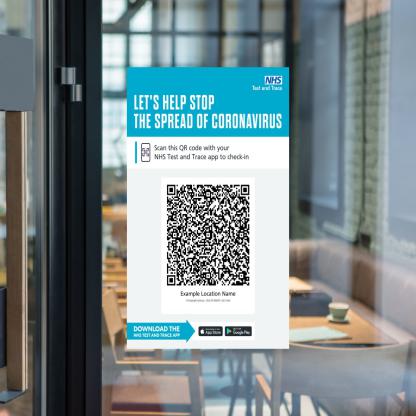 NHS
Test and Trace
LET'S HELP STOP
THE SPREAD OF CORONAVIRUS
Scan this QR code with your
NHS Test and Trace app to check-in
Example Location Name
DOWNLOAD THE
NHS TEST AND TRACE APP
App Store
Google Play